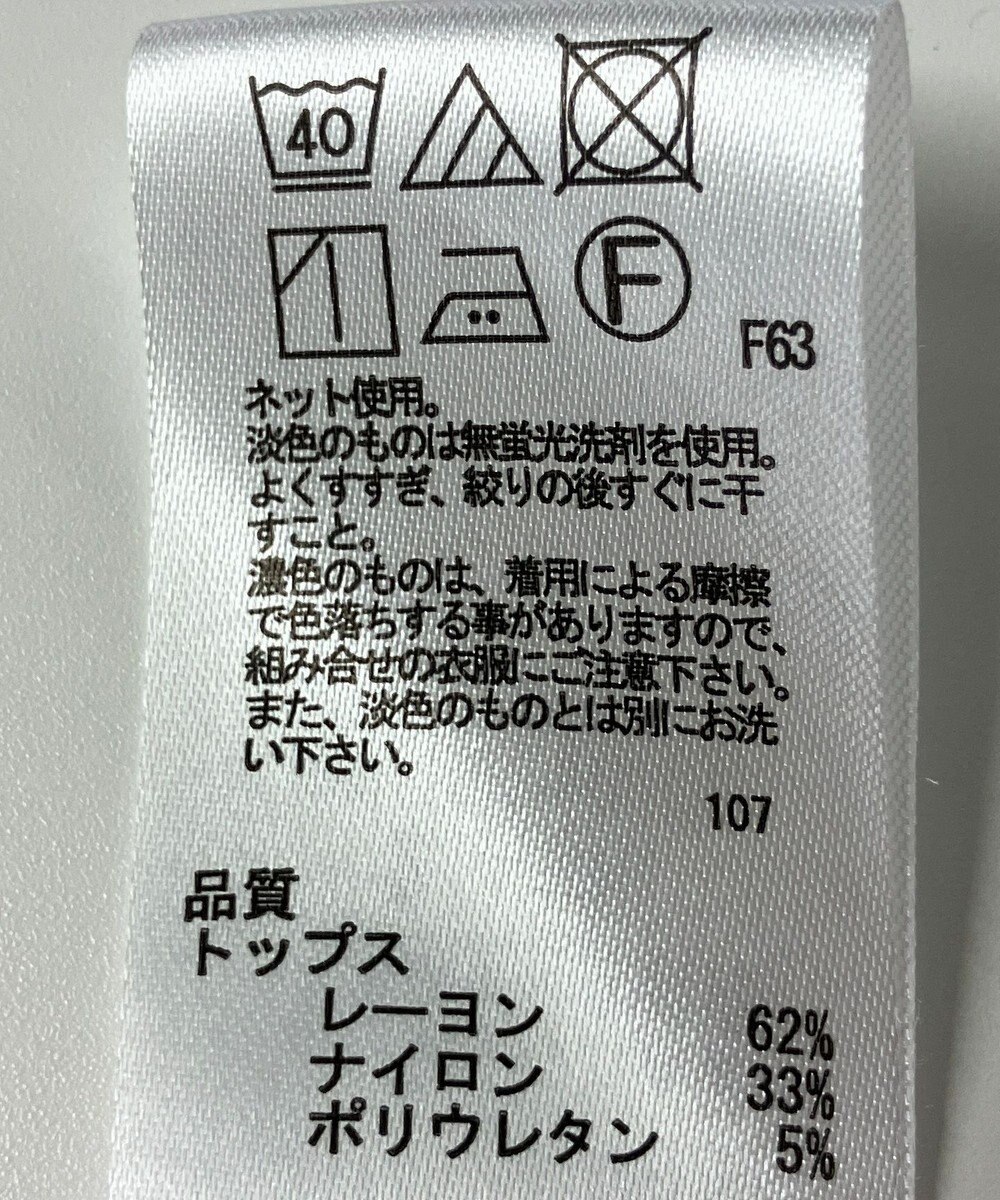 40
F
F63
ネット使用。
淡色のものは無蛍光洗剤を使用。
よくすすぎ、絞りの後すぐに干
すこと。
濃色のものは、着用による摩擦
で色落ちする事がありますので、
組み合せの衣服にご注意下さい。
また、淡色のものとは別にお洗
い下さい。
107
品質
トップス
レーヨン 62%
ナイロン 33%
ポリウレタン 5%